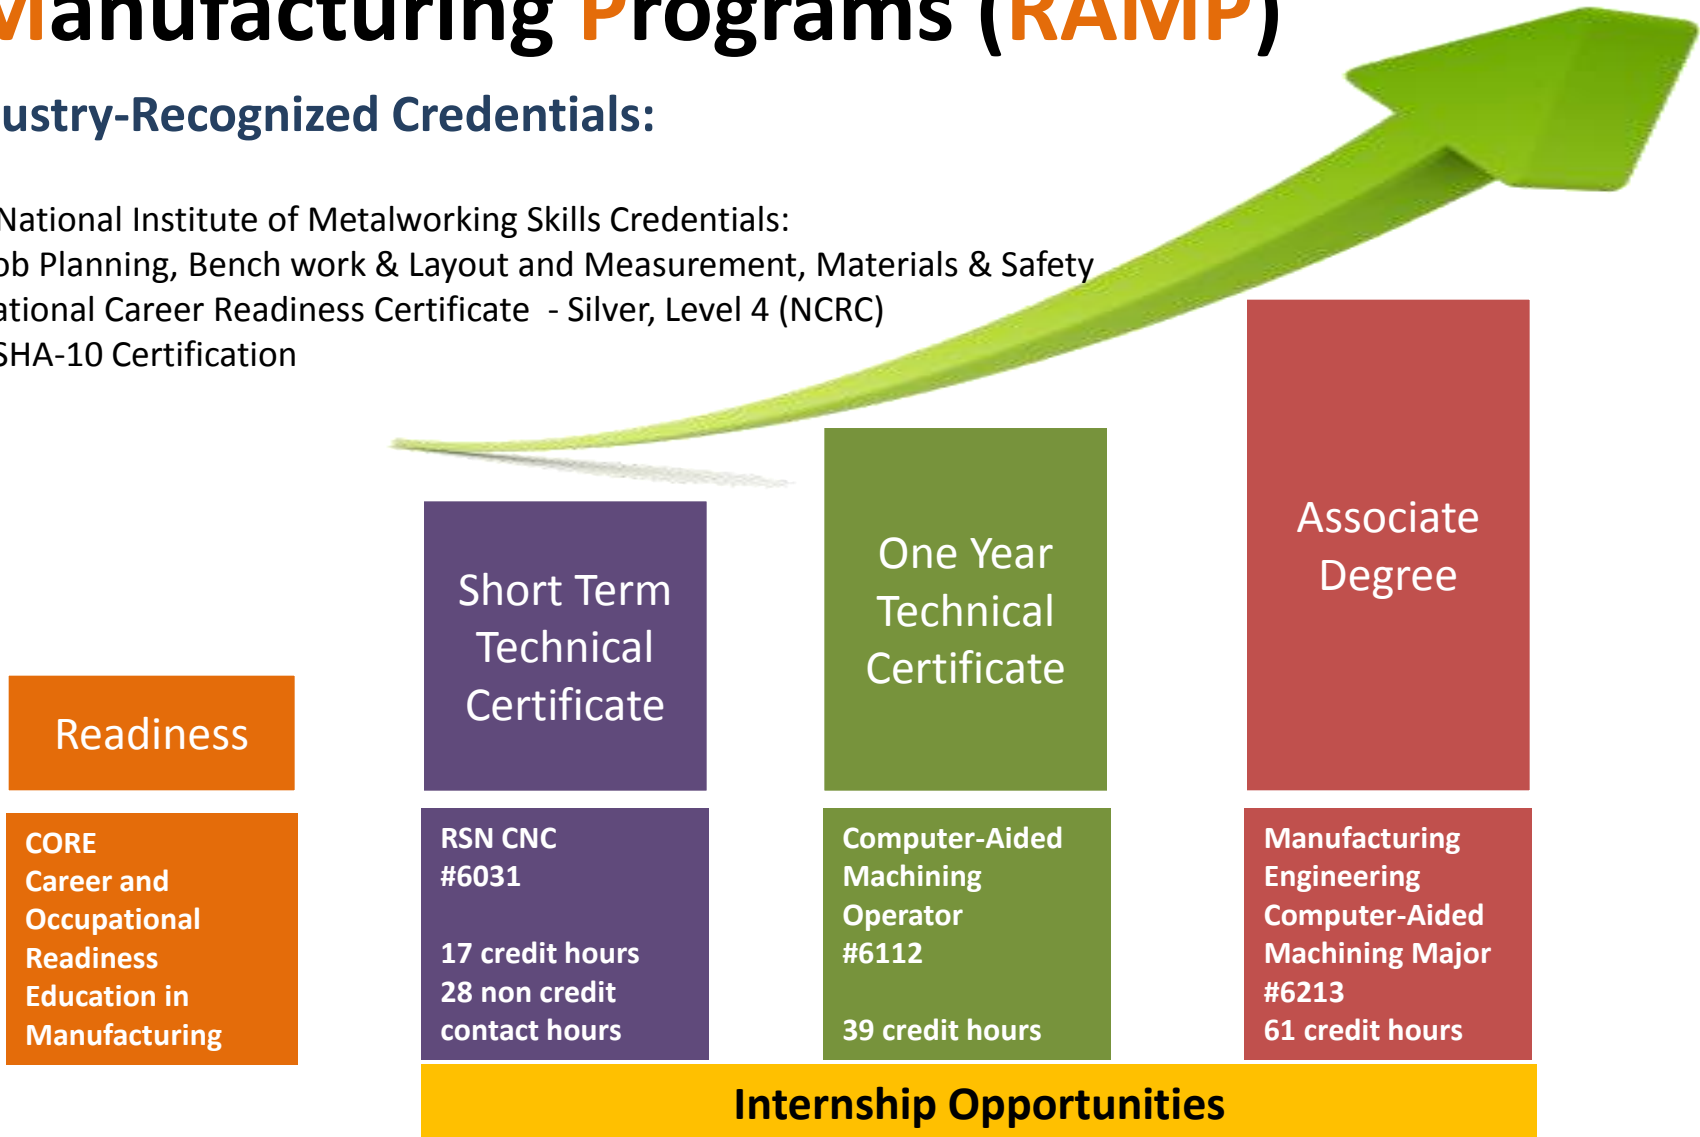 Manufacturing Programs (RAMP)
ustry-Recognized Credentials:
National Institute of Metalworking Skills Credentials:
ob Planning, Bench work & Layout and Measurement, Materials & Safety
ational Career Readiness Certificate - Silver, Level 4 (NCRC)
SHA-10 Certification
Readiness
Short Term
Technical
Certificate
One Year
Technical
Certificate
Associate
Degree
CORE
Career and
Occupational
Readiness
Education in
Manufacturing
RSN CNC
#6031
17 credit hours
28 non credit
contact hours
Computer-Aided
Machining
Operator
#6112
39 credit hours
Manufacturing
Engineering
Computer-Aided
Machining Major
#6213
61 credit hours
Internship Opportunities